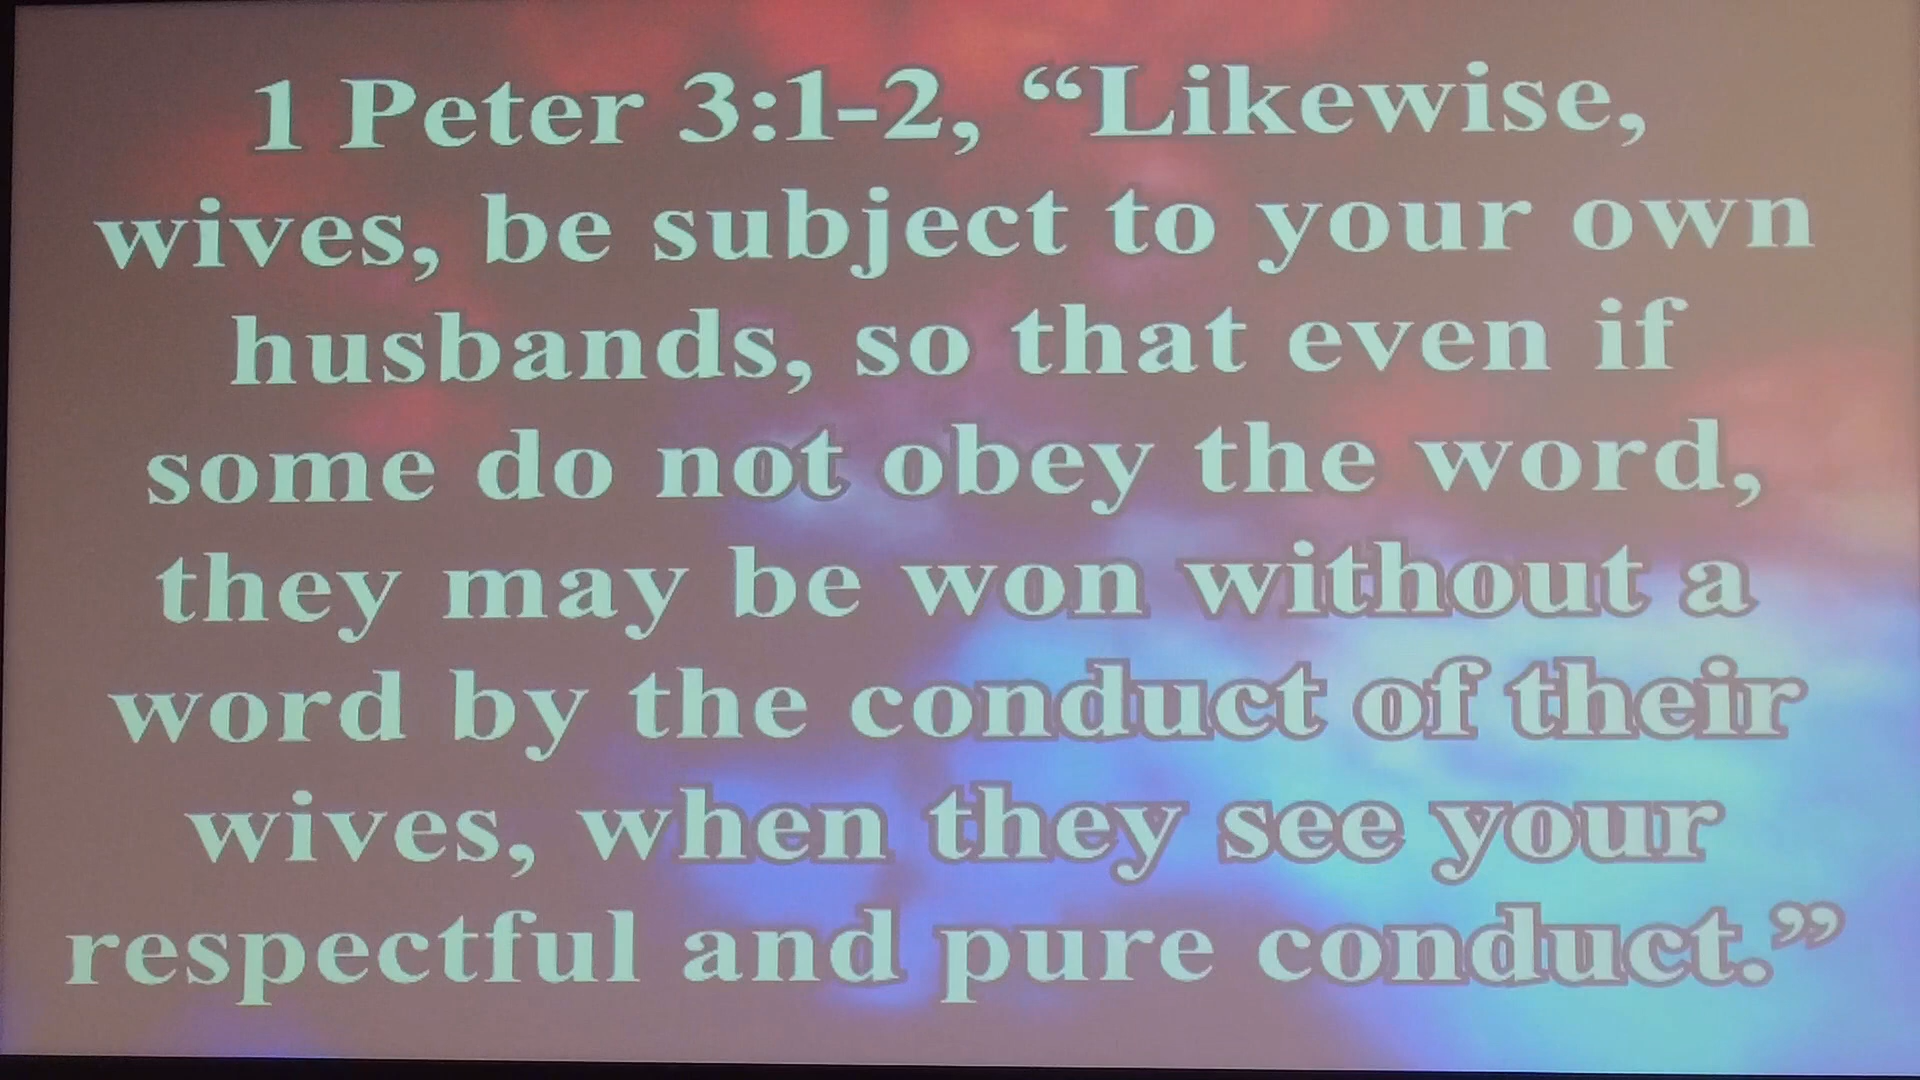 1 Peter 3:1-2, “Likewise,
wives, be subject to your own
husbands, so that even if
some do not obey the word,
they may be won without a
word by the conduct of their
wives, when they see your
respectful and pure conduct.”